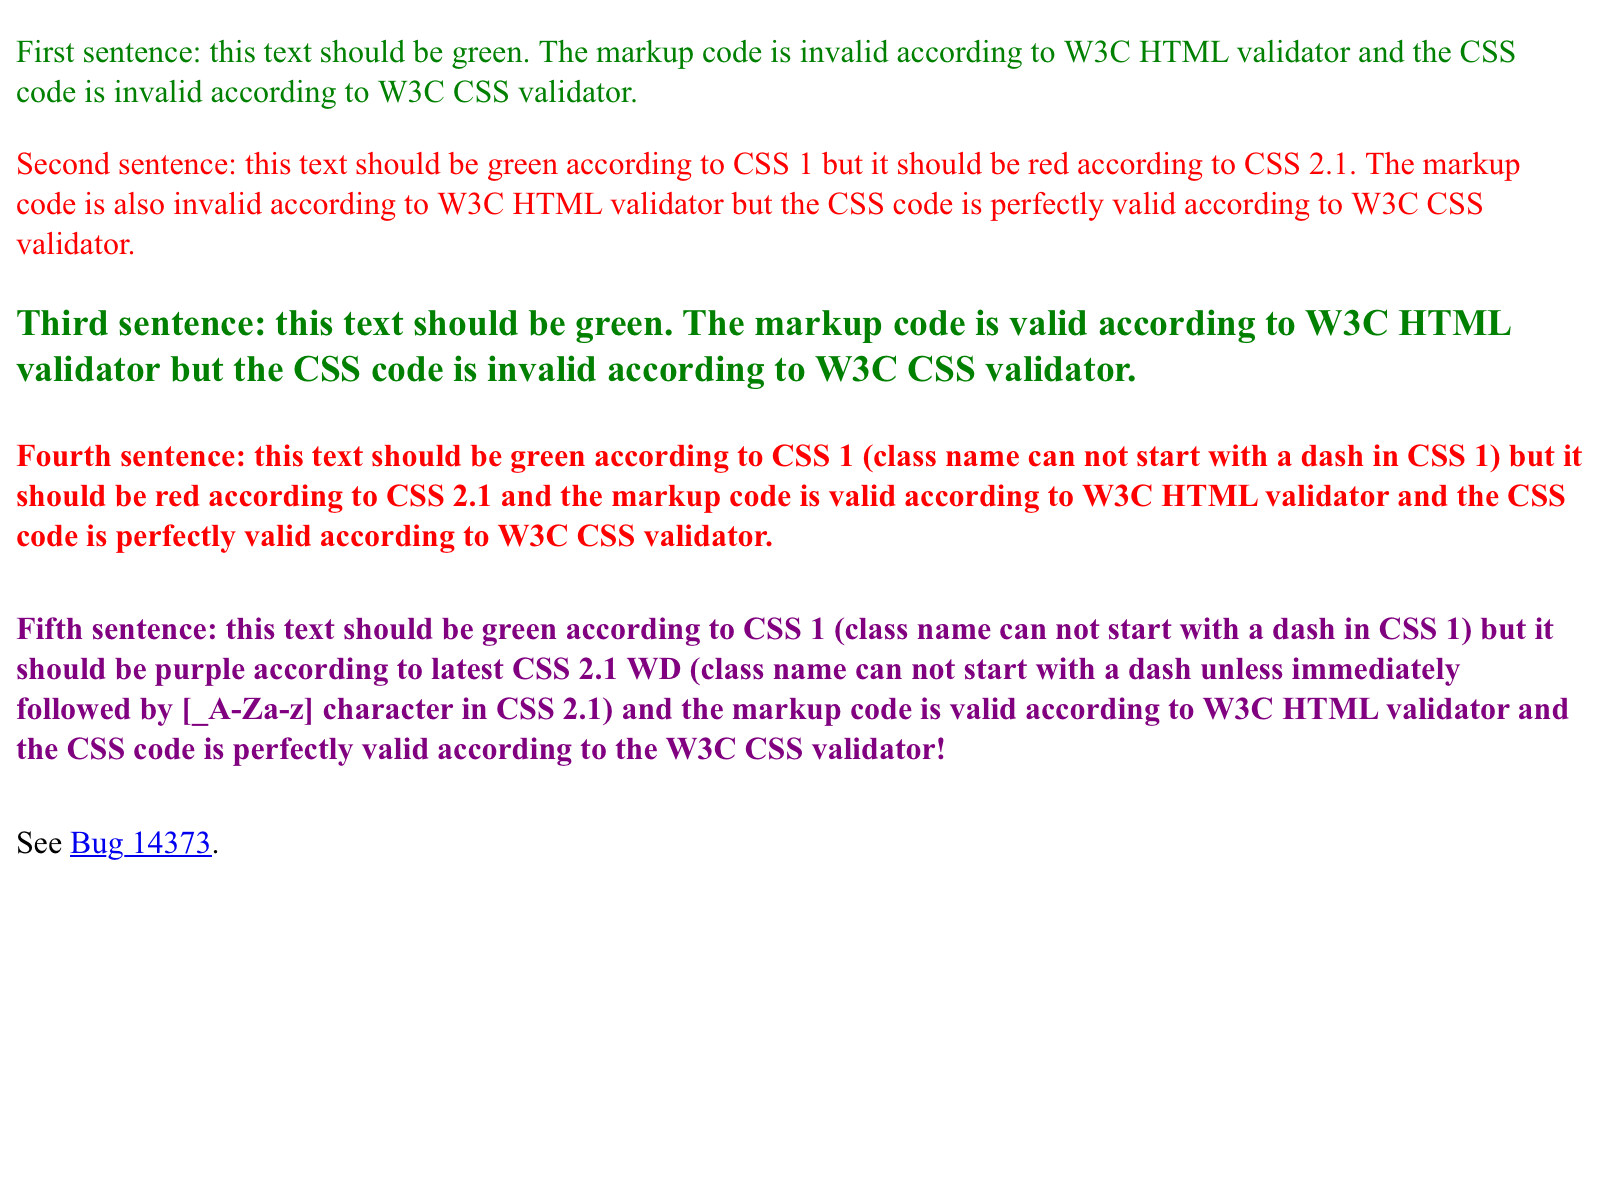 First sentence: this text should be green. The markup code is invalid according to W3C HTML validator and the CSS
code is invalid according to W3C CSS validator.
Second sentence: this text should be green according to CSS 1 but it should be red according to CSS 2.1. The markup
code is also invalid according to W3C HTML validator but the CSS code is perfectly valid according to W3C CSS
validator.
Third sentence: this text should be green. The markup code is valid according to W3C HTML
validator but the CSS code is invalid according to W3C CSS validator.
Fourth sentence: this text should be green according to CSS 1 (class name can not start with a dash in CSS 1) but it
should be red according to CSS 2.1 and the markup code is valid according to W3C HTML validator and the CSS
code is perfectly valid according to W3C CSS validator.
Fifth sentence: this text should be green according to CSS 1 (class name can not start with a dash in CSS 1) but it
should be purple according to latest CSS 2.1 WD (class name can not start with a dash unless immediately
followed by [_A-Za-z] character in CSS 2.1) and the markup code is valid according to W3C HTML validator and
the CSS code is perfectly valid according to the W3C CSS validator!
See Bug 14373.